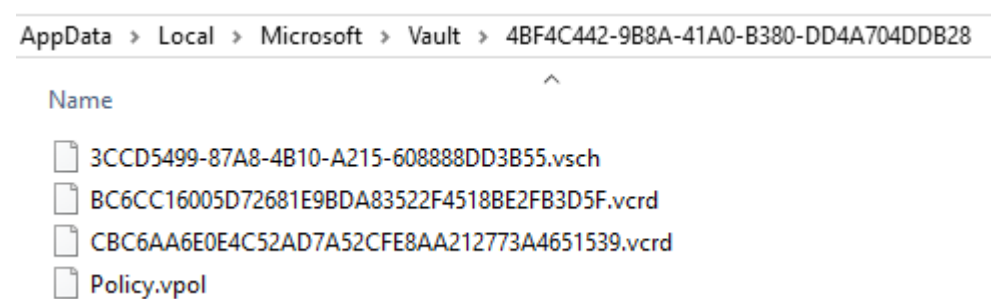 AppData > Local > Microsoft > Vault > 4BF4C442-9B8A-41A0-B380-DD4A704DDB28
Name
3CCD5499-87A8-4B10-A215-608888DD3B55.vsch
BC6CC16005D72681E9BDA83522F4518BE2FB3D5F.vcrd
CBC6AA6E0E4C52AD7A52CFE8AA212773A4651539.vcrd
Policy.vpol